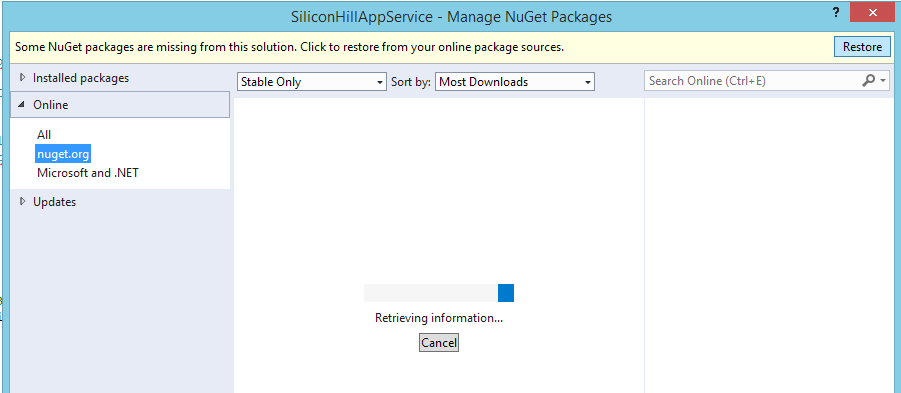 SiliconHillAppService - Manage NuGet Packages
?
Some NuGet packages are missing from this solution. Click to restore from your online package sources.
Restore
Installed packages
Stable Only
Sort by:
Most Downloads
Search Online (Ctrl+E)
Online
All
nuget.org
Microsoft and .NET
Updates
Retrieving information...
Cancel